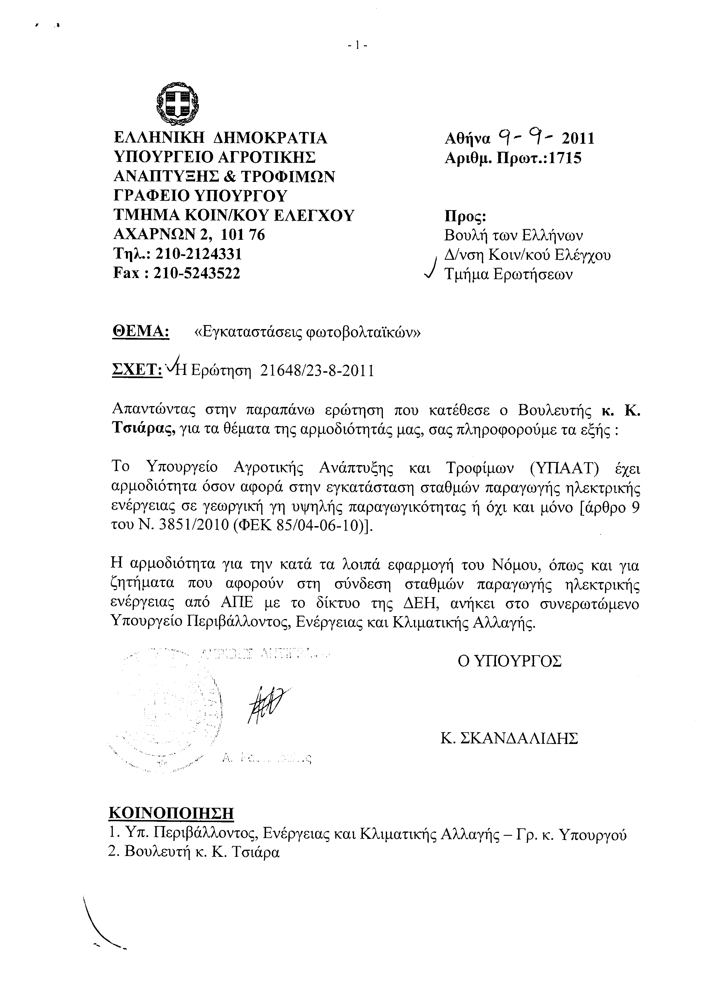 - 1 -
ΕΛΛΗΝΙΚΗ ΔΗΜΟΚΡΑΤΙΑ
ΥΠΟΥΡΓΕΙΟ ΑΓΡΟΤΙΚΗΣ
ΑΝΑΠΤΥΞΗΣ & ΤΡΟΦΙΜΩΝ
ΓΡΑΦΕΙΟ ΥΠΟΥΡΓΟΥ
ΤΜΗΜΑ ΚΟΙΝ/ΚΟΥ ΕΛΕΓΧΟΥ
ΑΧΑΡΝΩΝ 2, 101 76
Τηλ.: 210-2124331
Fax : 210-5243522
Αθήνα 9 - 9 - 2011
Αριθμ. Πρωτ.:1715
Προς:
Βουλή των Ελλήνων
Δ/νση Κοιν/κού Ελέγχου
Τμήμα Ερωτήσεων
ΘΕΜΑ: «Εγκαταστάσεις φωτοβολταϊκών»
ΣΧΕΤ: Η Ερώτηση 21648/23-8-2011
Απαντώντας στην παραπάνω ερώτηση που κατέθεσε ο Βουλευτής κ. Κ.
Τσιάρας, για τα θέματα της αρμοδιότητάς μας, σας πληροφορούμε τα εξής :
Το Υπουργείο Αγροτικής Ανάπτυξης και Τροφίμων (ΥΠΑΑΤ) έχει
αρμοδιότητα όσον αφορά στην εγκατάσταση σταθμών παραγωγής ηλεκτρικής
ενέργειας σε γεωργική γη υψηλής παραγωγικότητας ή όχι και μόνο [άρθρο 9
του Ν. 3851/2010 (ΦΕΚ 85/04-06-10)].
Η αρμοδιότητα για την κατά τα λοιπά εφαρμογή του Νόμου, όπως και για
ζητήματα που αφορούν στη σύνδεση σταθμών παραγωγής ηλεκτρικής
ενέργειας από ΑΠΕ με το δίκτυο της ΔΕΗ, ανήκει στο συνερωτώμενο
Υπουργείο Περιβάλλοντος, Ενέργειας και Κλιματικής Αλλαγής.
Ο ΥΠΟΥΡΓΟΣ
Κ. ΣΚΑΝΔΑΛΙΔΗΣ
ΚΟΙΝΟΠΟΙΗΣΗ
1. Υπ. Περιβάλλοντος, Ενέργειας και Κλιματικής Αλλαγής – Γρ. κ. Υπουργού
2. Βουλευτή κ. Κ. Τσιάρα